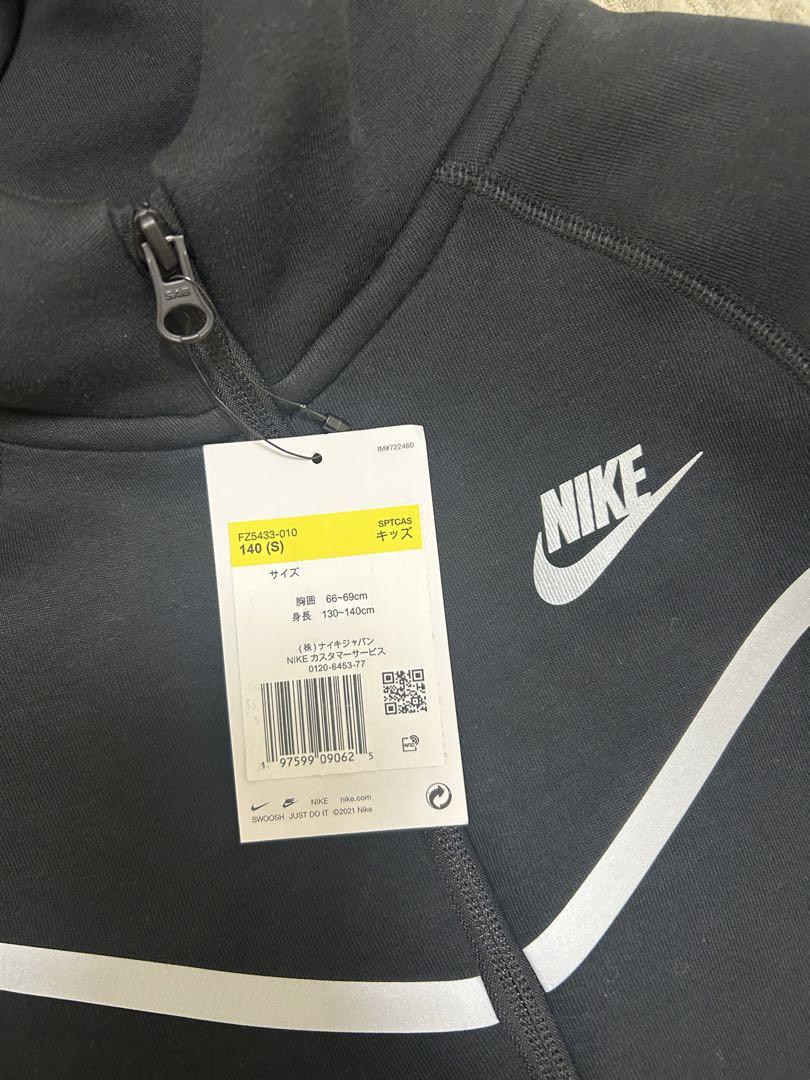 SAB
IM#722460
FZ5433-010
140 (S)
SPTCAS
キッズ
サイズ
胸囲 66~69cm
身長 130~140cm
(株)ナイキジャパン
NIKE カスタマーサービス
0120-6453-77
1 97599 09062 5
RFID
NIKE nike.com
SWOOSH JUST DO IT ©2021 Nike
NIKE